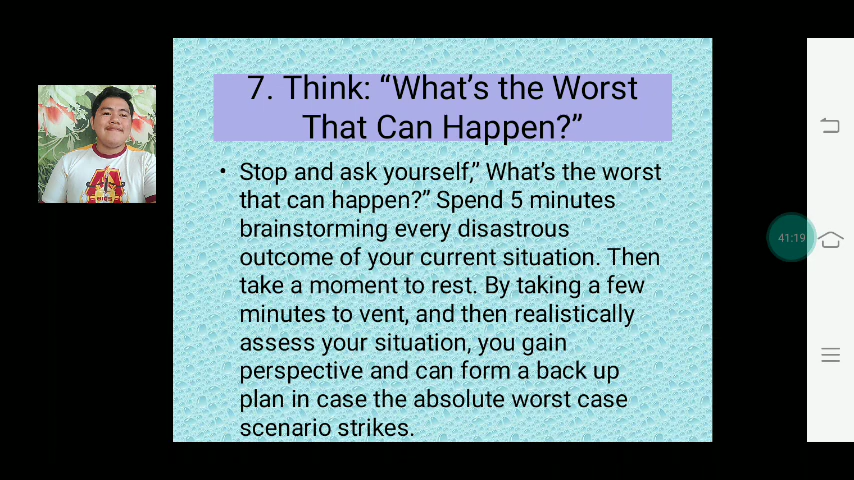 7. Think: “What’s the Worst
That Can Happen?”
• Stop and ask yourself,” What’s the worst
that can happen?” Spend 5 minutes
brainstorming every disastrous
outcome of your current situation. Then
take a moment to rest. By taking a few
minutes to vent, and then realistically
assess your situation, you gain
perspective and can form a back up
plan in case the absolute worst case
scenario strikes.
41:19